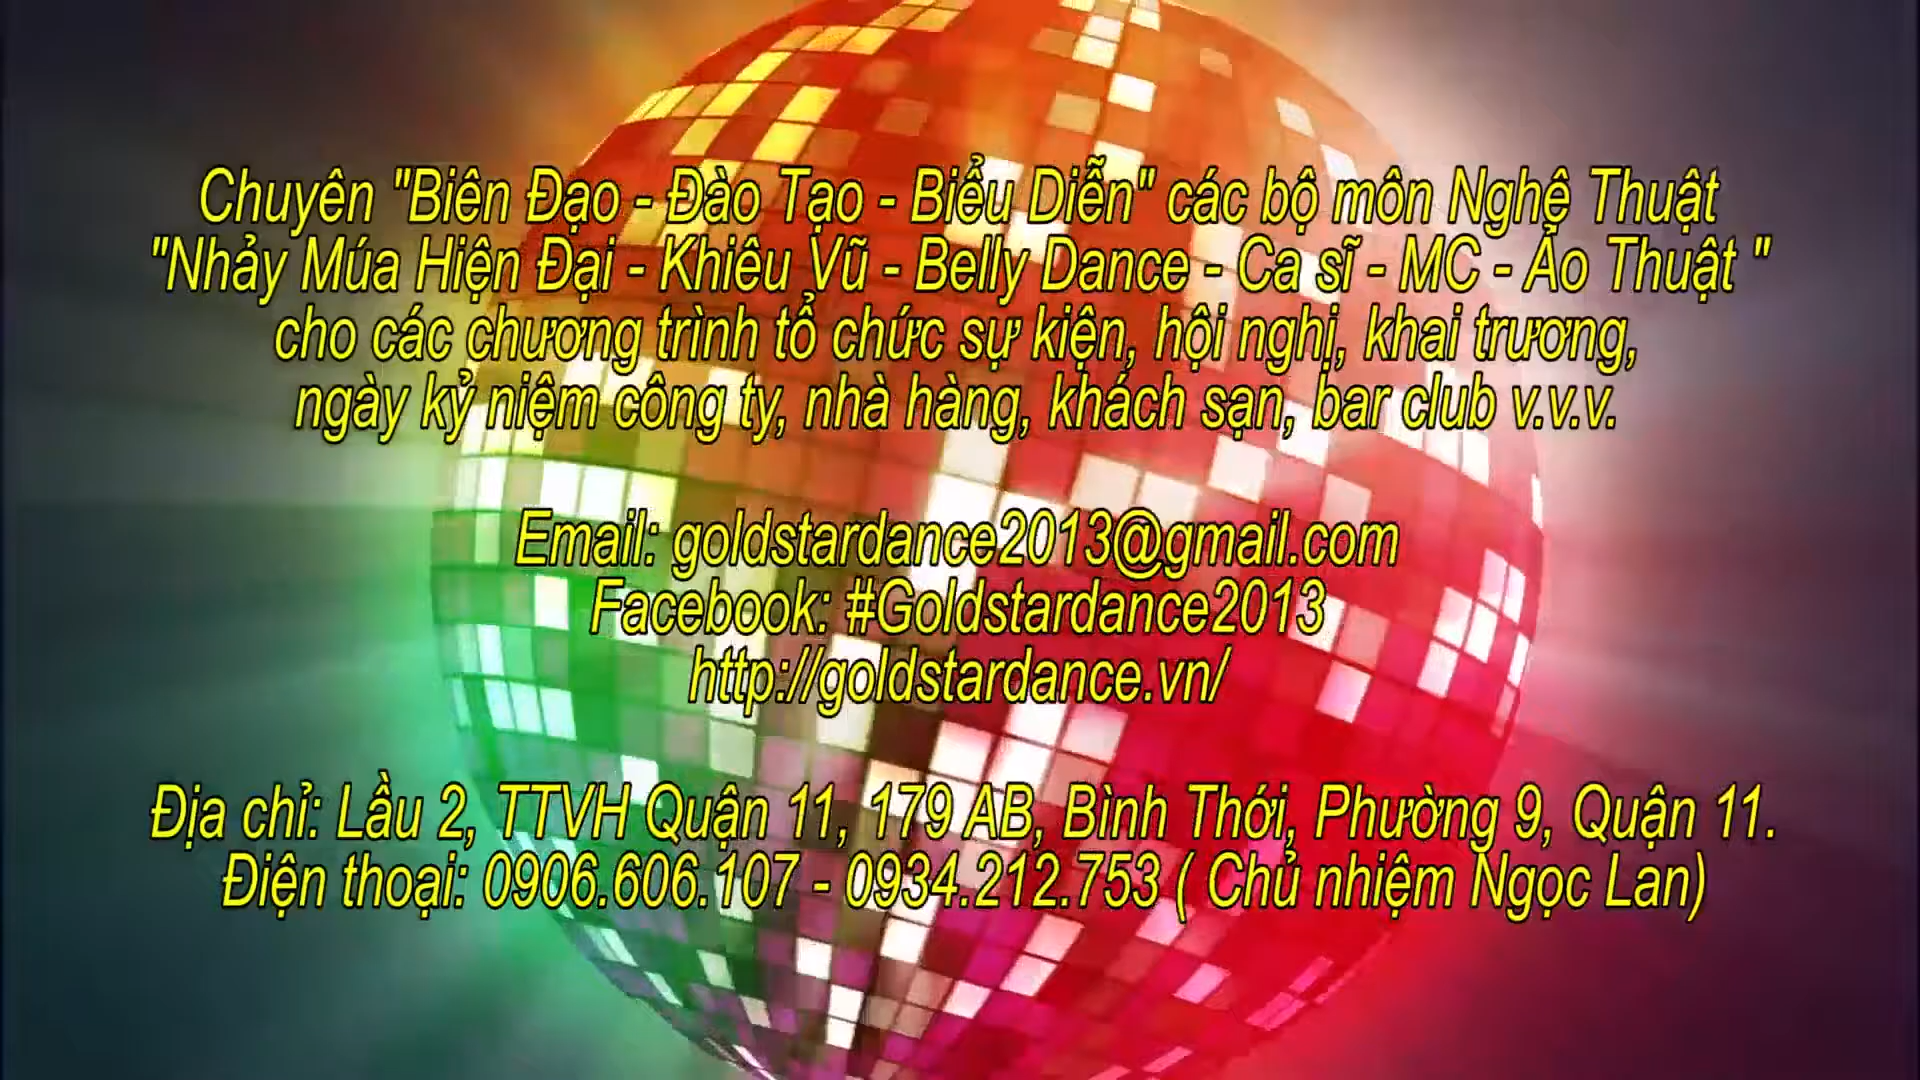 Chuyên "Biên Đạo - Đào Tạo - Biểu Diễn" các bộ môn Nghệ Thuật
"Nhảy Múa Hiện Đại - Khiêu Vũ - Belly Dance - Ca sĩ - MC - Ảo Thuật "
cho các chương trình tổ chức sự kiện, hội nghị, khai trương,
ngày kỷ niệm công ty, nhà hàng, khách sạn, bar club v.v.v.
Email: goldstardance2013@gmail.com
Facebook: #Goldstardance2013
http://goldstardance.vn/
Địa chỉ: Lầu 2, TTVH Quận 11, 179 AB, Bình Thới, Phường 9, Quận 11.
Điện thoại: 0906.606.107 - 0934.212.753 ( Chủ nhiệm Ngọc Lan)